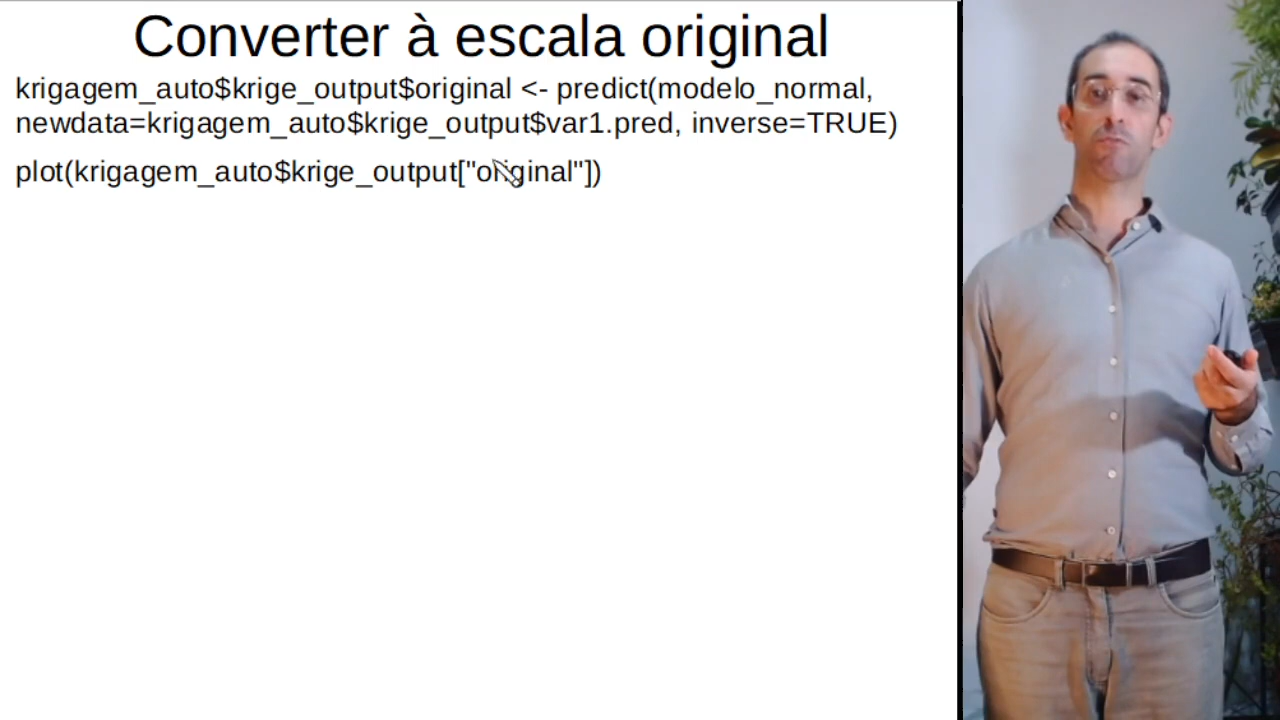 Converter à escala original
krigagem_auto$krige_output$original <- predict(modelo_normal,
newdata=krigagem_auto$krige_output$var1.pred, inverse=TRUE)
plot(krigagem_auto$krige_output["original"])